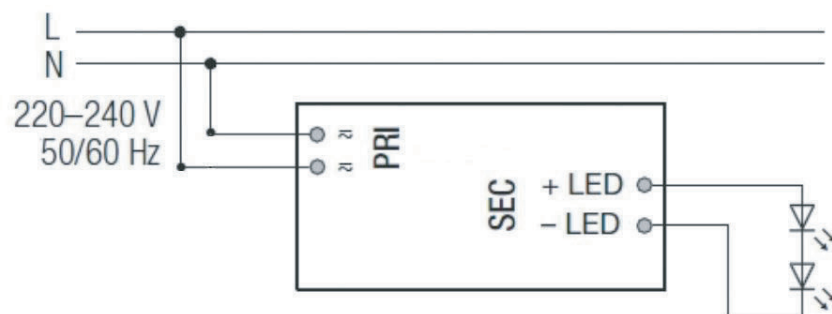 L
N
220–240 V
50/60 Hz
≈
≈
PRI
SEC
+ LED
– LED